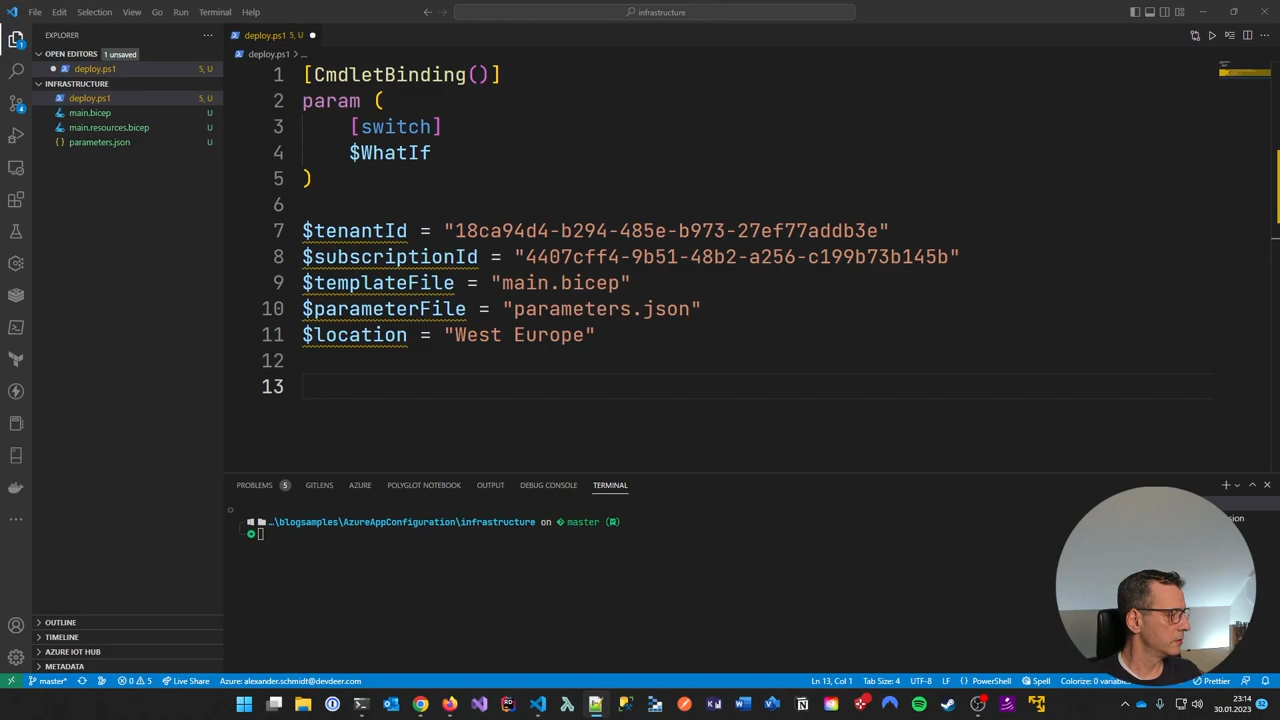 File Edit Selection View Go Run Terminal Help
infrastructure
EXPLORER
OPEN EDITORS 1 unsaved
deploy.ps1 5, U
INFRASTRUCTURE
deploy.ps1 5, U
main.bicep U
main.resources.bicep U
parameters.json U
OUTLINE
TIMELINE
AZURE IOT HUB
METADATA
deploy.ps1 5, U
deploy.ps1 > ...
1 [CmdletBinding()]
2 param (
3 [switch]
4 $WhatIf
5 )
6
7 $tenantId = "18ca94d4-b294-485e-b973-27ef77addb3e"
8 $subscriptionId = "4407cff4-9b51-48b2-a256-c199b73b145b"
9 $templateFile = "main.bicep"
10 $parameterFile = "parameters.json"
11 $location = "West Europe"
12
13
PROBLEMS 5 GITLENS AZURE POLYGLOT NOTEBOOK OUTPUT DEBUG CONSOLE TERMINAL
…\blogsamples\AzureAppConfiguration\infrastructure on master
master* 0 5 Live Share Azure: alexander.schmidt@devdeer.com Ln 13, Col 1 Tab Size: 4 UTF-8 LF PowerShell Spell Colorize: 0 variables Prettier
23:14
30.01.2023